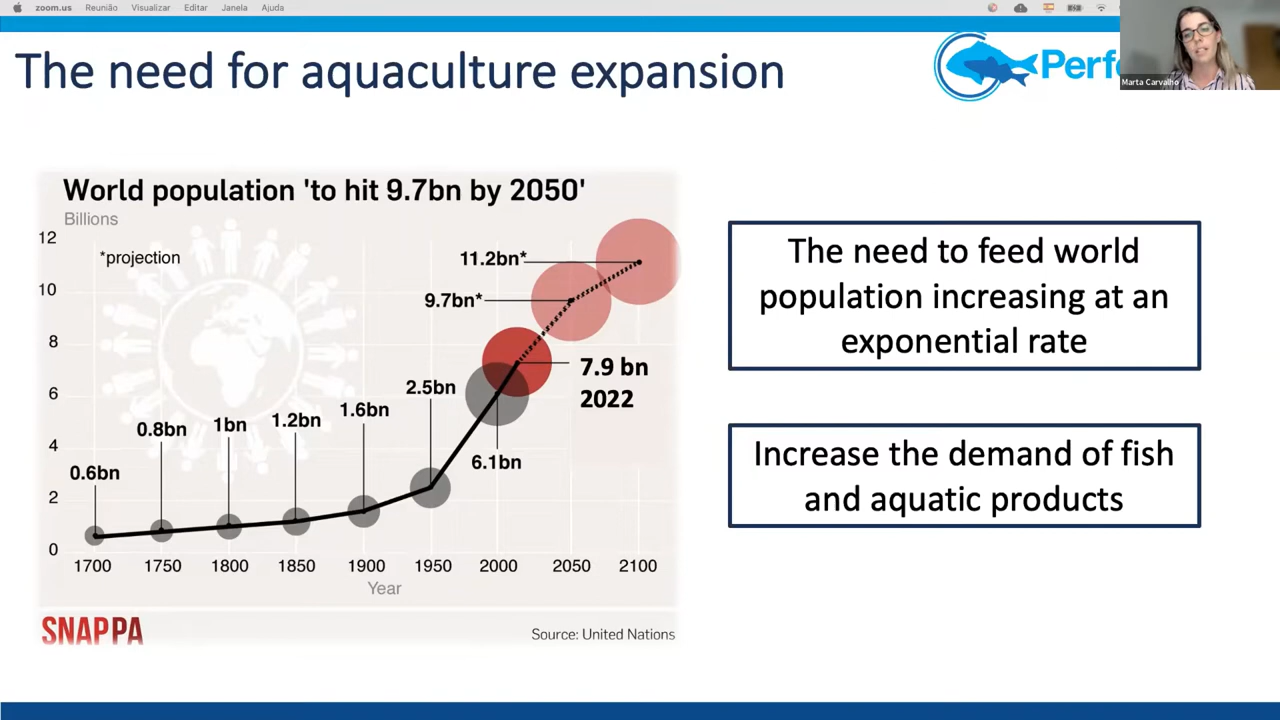 zoom.us Reunião Visualizar Editar Janela Ajuda
The need for aquaculture expansion
Marta Carvalho
World population 'to hit 9.7bn by 2050'
Billions
12
*projection
11.2bn*
10
9.7bn*
8
7.9 bn
2022
6
2.5bn
1.6bn
1.2bn
1bn
0.8bn
4
6.1bn
0.6bn
2
0
1700 1750 1800 1850 1900 1950 2000 2050 2100
Year
SNAPPA
Source: United Nations
The need to feed world
population increasing at an
exponential rate
Increase the demand of fish
and aquatic products